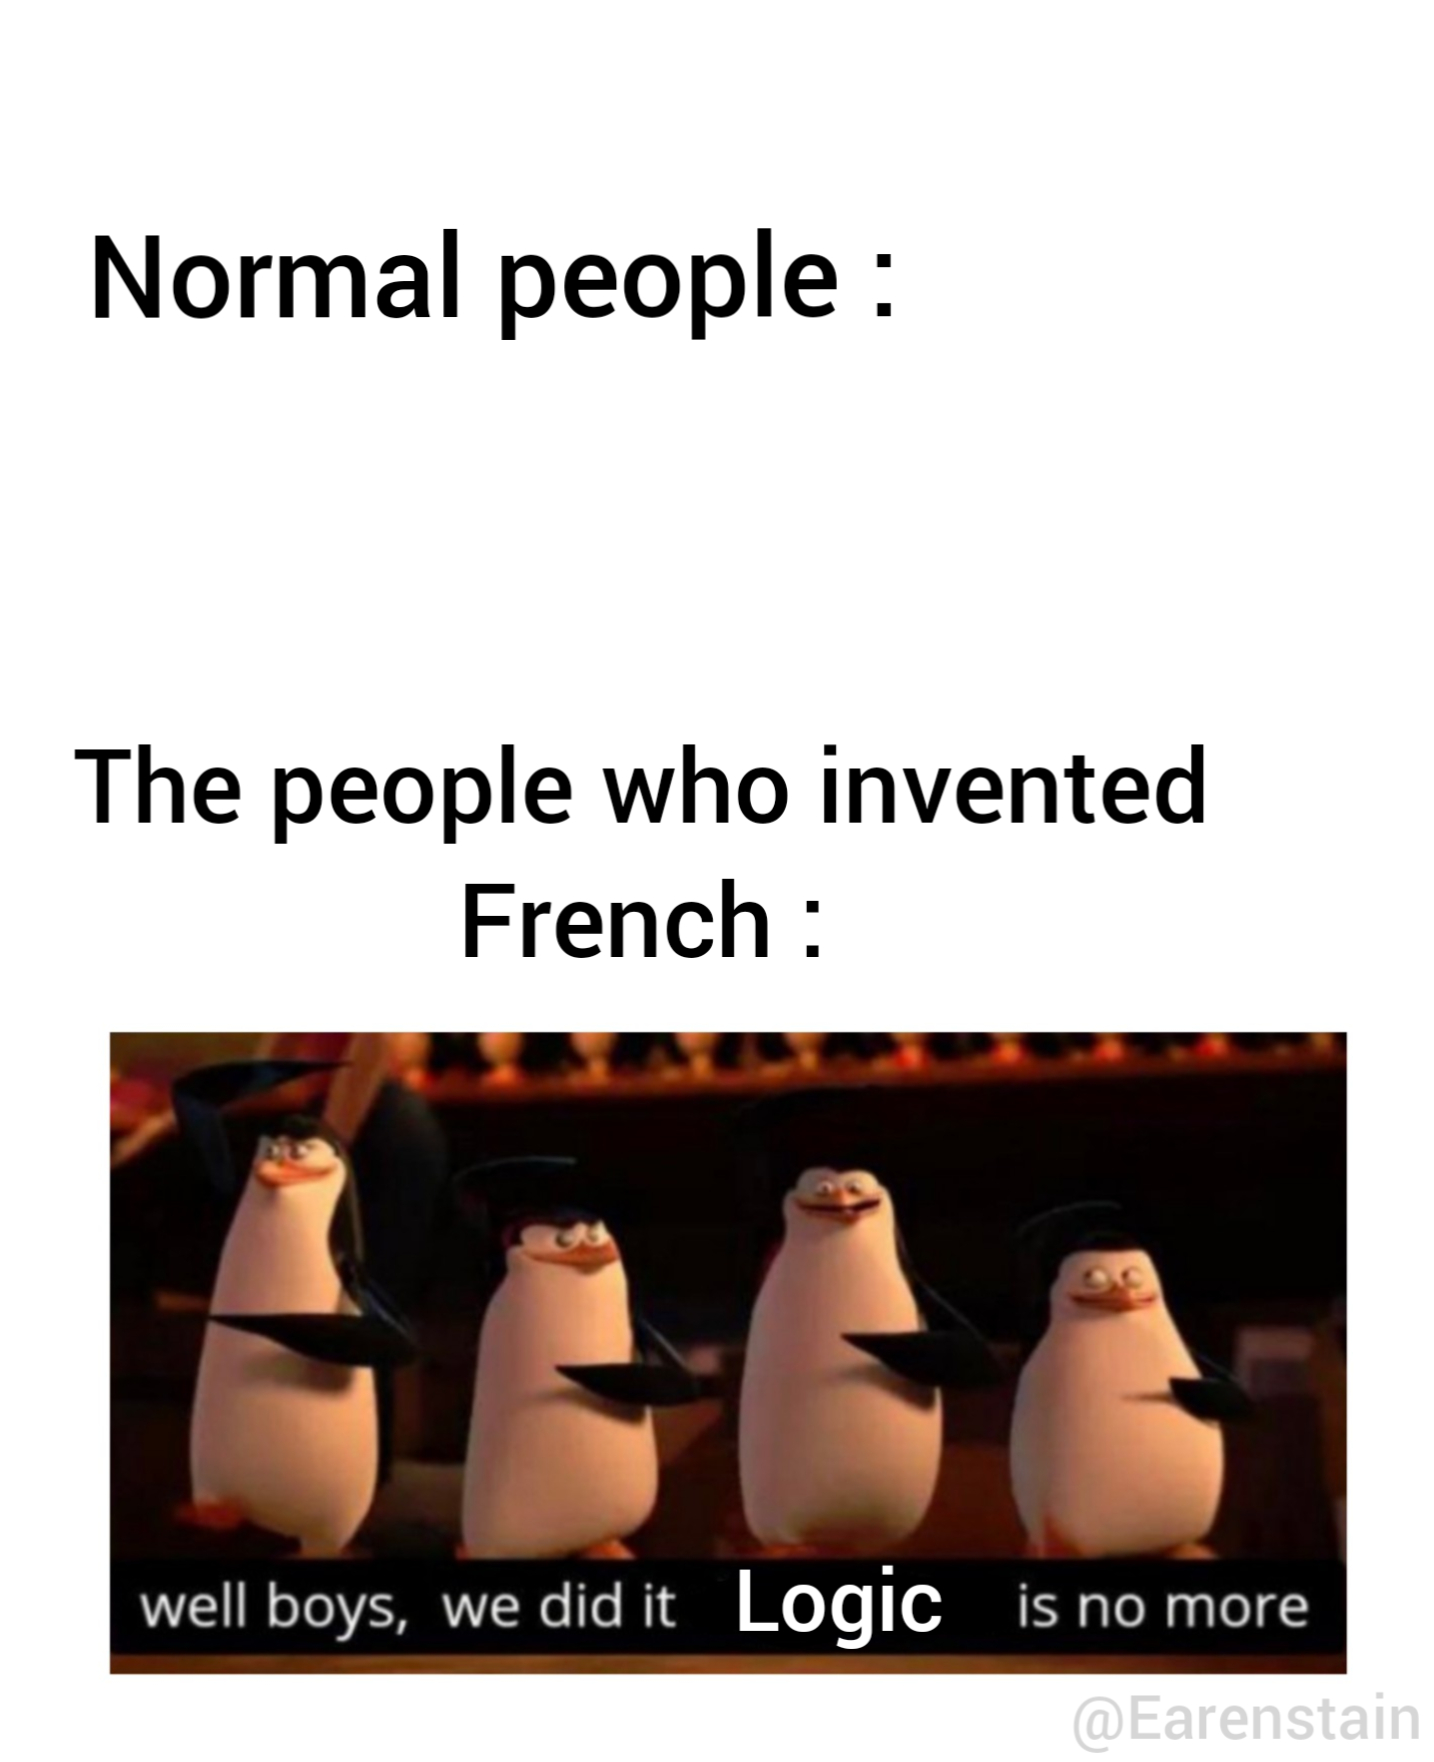 Normal people :
The people who invented
French :
well boys, we did it Logic is no more
@Earenstain